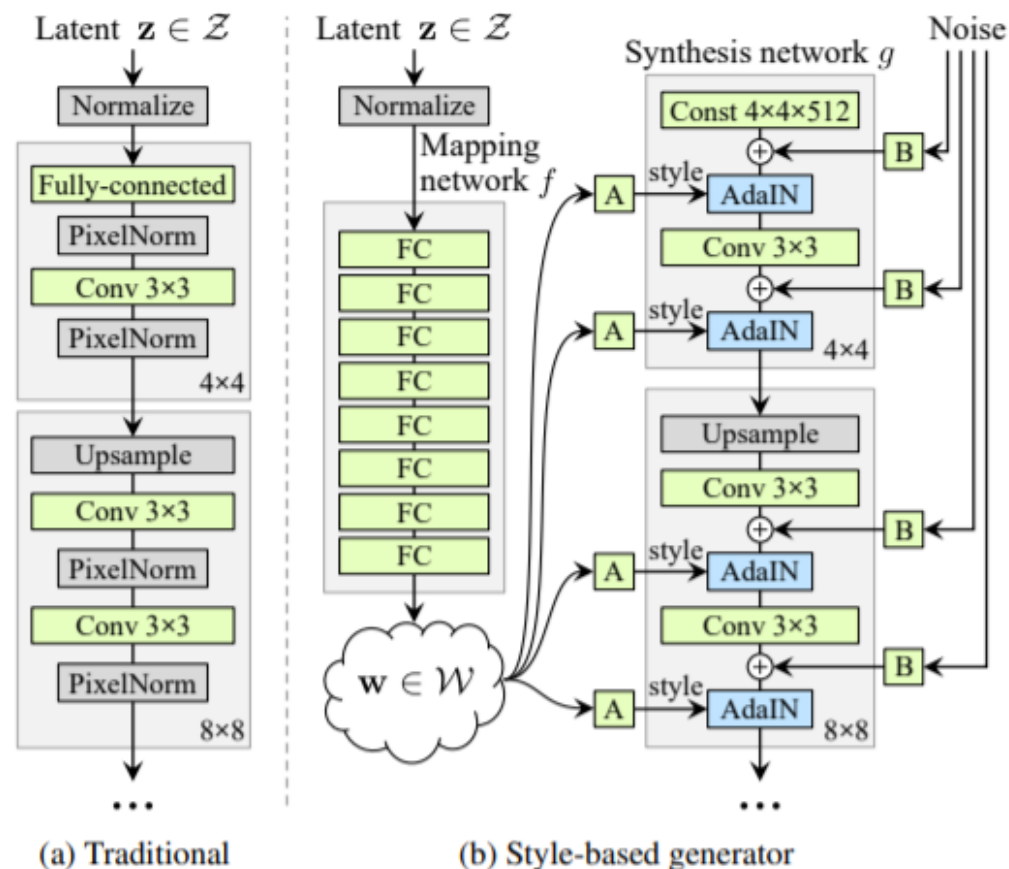 Latent z ∈ 𝒵
Normalize
Fully-connected
PixelNorm
Conv 3×3
PixelNorm
4×4
Upsample
Conv 3×3
PixelNorm
Conv 3×3
PixelNorm
8×8
...
(a) Traditional
Latent z ∈ 𝒵
Normalize
Mapping
network f
FC
FC
FC
FC
FC
FC
FC
FC
w ∈ 𝒲
A
style
A
style
A
style
A
style
Synthesis network g
Const 4×4×512
+
AdaIN
Conv 3×3
+
AdaIN
4×4
Upsample
Conv 3×3
+
AdaIN
Conv 3×3
+
AdaIN
8×8
...
Noise
B
B
B
B
(b) Style-based generator